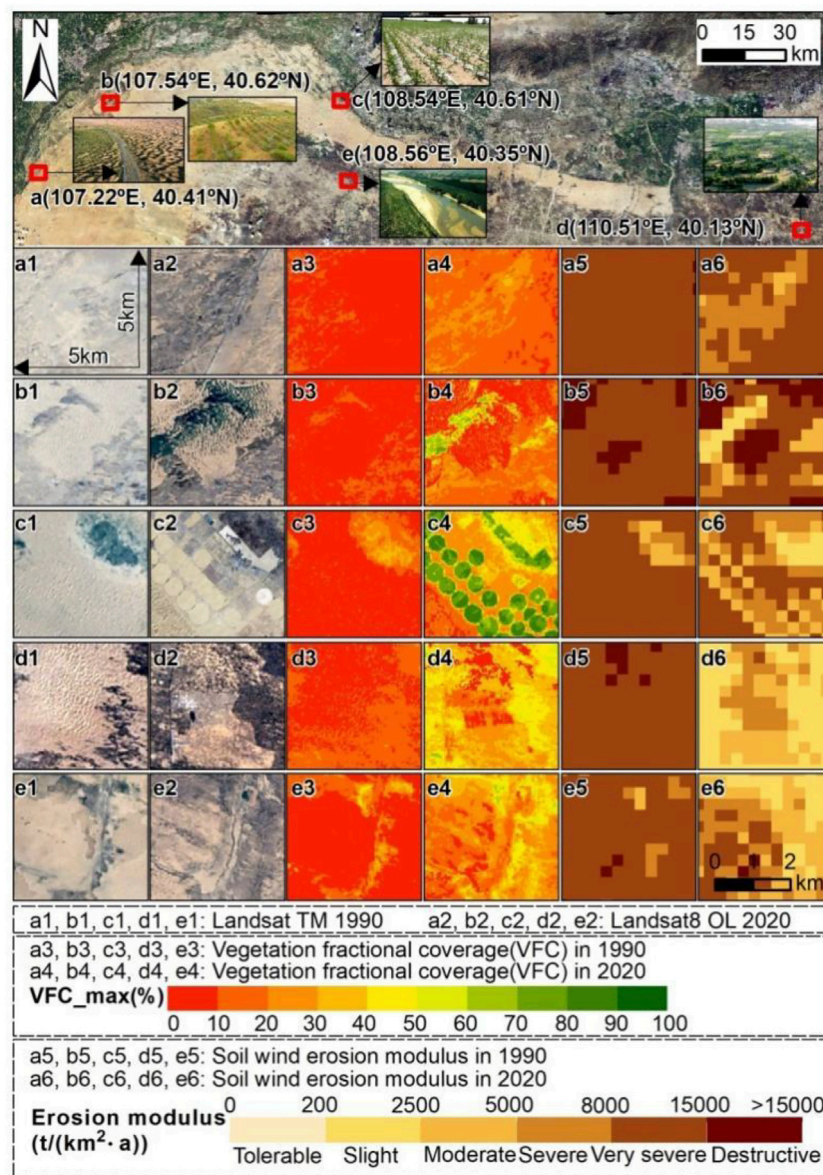 N
0 15 30
km
b(107.54ºE, 40.62ºN)
c(108.54ºE, 40.61ºN)
e(108.56ºE, 40.35ºN)
a(107.22ºE, 40.41ºN)
d(110.51ºE, 40.13ºN)
a1 a2 a3 a4 a5 a6
5km
5km
b1 b2 b3 b4 b5 b6
c1 c2 c3 c4 c5 c6
d1 d2 d3 d4 d5 d6
e1 e2 e3 e4 e5 e6
0 1 2
km
a1, b1, c1, d1, e1: Landsat TM 1990 a2, b2, c2, d2, e2: Landsat8 OL 2020
a3, b3, c3, d3, e3: Vegetation fractional coverage(VFC) in 1990
a4, b4, c4, d4, e4: Vegetation fractional coverage(VFC) in 2020
VFC_max(%)
0 10 20 30 40 50 60 70 80 90 100
a5, b5, c5, d5, e5: Soil wind erosion modulus in 1990
a6, b6, c6, d6, e6: Soil wind erosion modulus in 2020
0 200 2500 5000 8000 15000 >15000
Erosion modulus
(t/(km²· a))
Tolerable Slight Moderate Severe Very severe Destructive